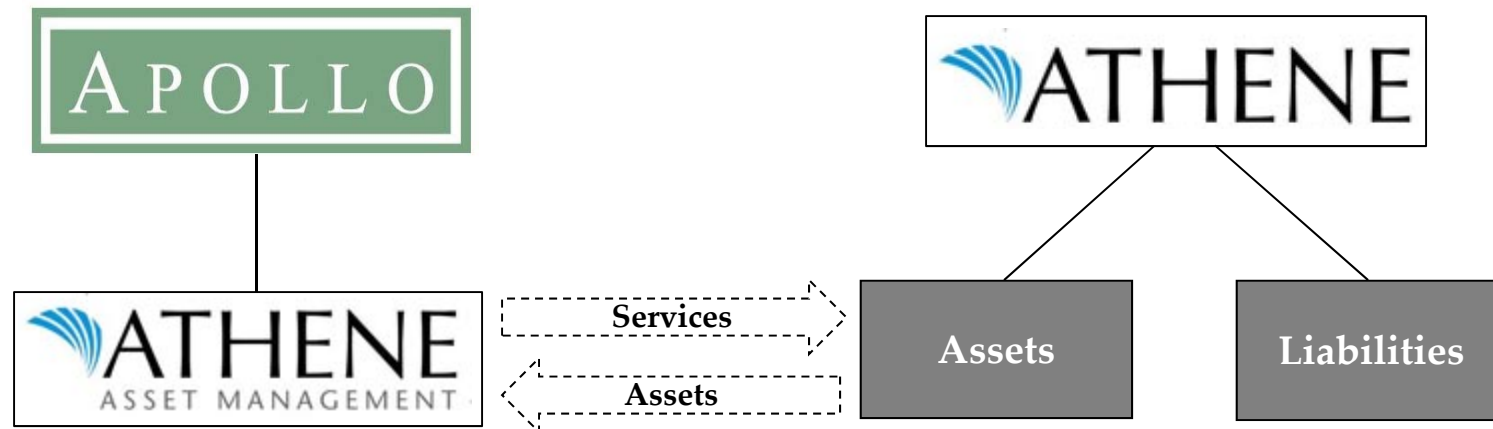 APOLLO
ATHENE
ATHENE
ASSET MANAGEMENT
Services
Assets
Assets
Liabilities